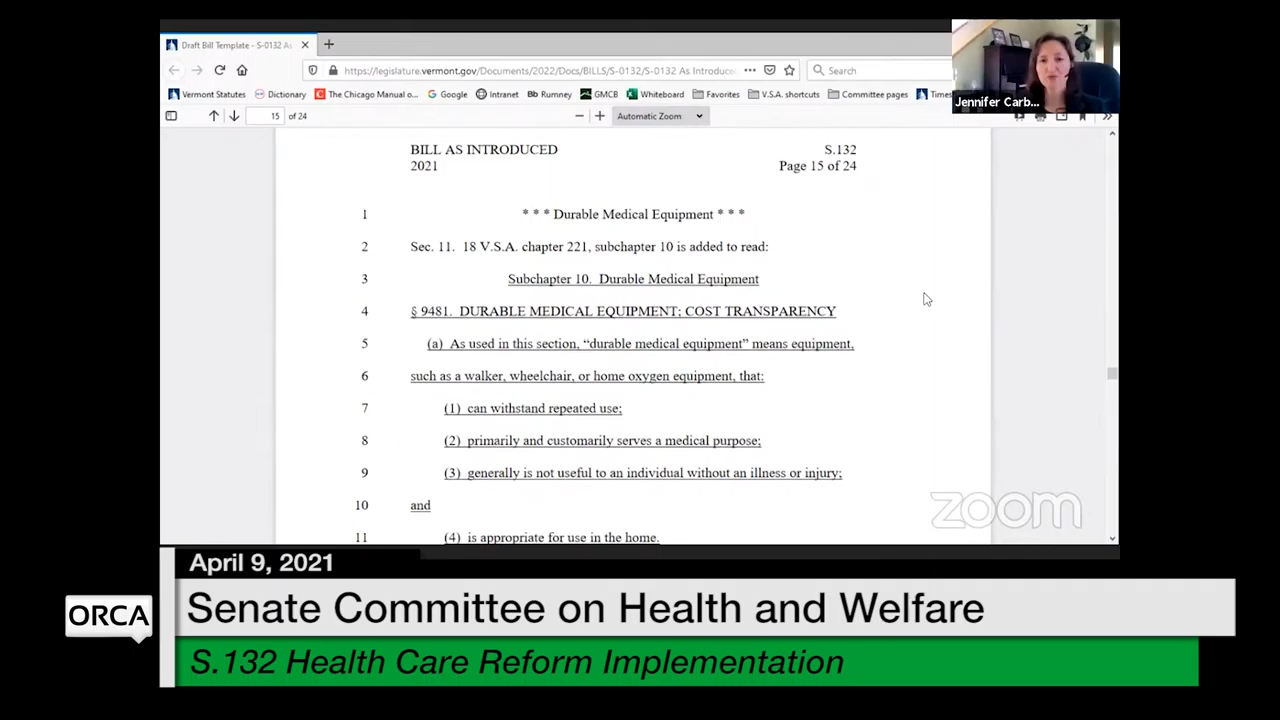 Draft Bill Template - S-0132 As
https://legislature.vermont.gov/Documents/2022/Docs/BILLS/S-0132/S-0132 As Introduced
Search
Vermont Statutes
Dictionary
The Chicago Manual o...
Google
Intranet
Bb Rumney
GMCB
Whiteboard
Favorites
V.S.A. shortcuts
Committee pages
Times
Jennifer Carb...
15 of 24
Automatic Zoom
BILL AS INTRODUCED S.132
2021 Page 15 of 24
1 * * * Durable Medical Equipment * * *
2 Sec. 11. 18 V.S.A. chapter 221, subchapter 10 is added to read:
3 Subchapter 10. Durable Medical Equipment
4 § 9481. DURABLE MEDICAL EQUIPMENT; COST TRANSPARENCY
5 (a) As used in this section, “durable medical equipment” means equipment,
6 such as a walker, wheelchair, or home oxygen equipment, that:
7 (1) can withstand repeated use;
8 (2) primarily and customarily serves a medical purpose;
9 (3) generally is not useful to an individual without an illness or injury;
10 and
11 (4) is appropriate for use in the home.
zoom
April 9, 2021
ORCA
Senate Committee on Health and Welfare
S.132 Health Care Reform Implementation